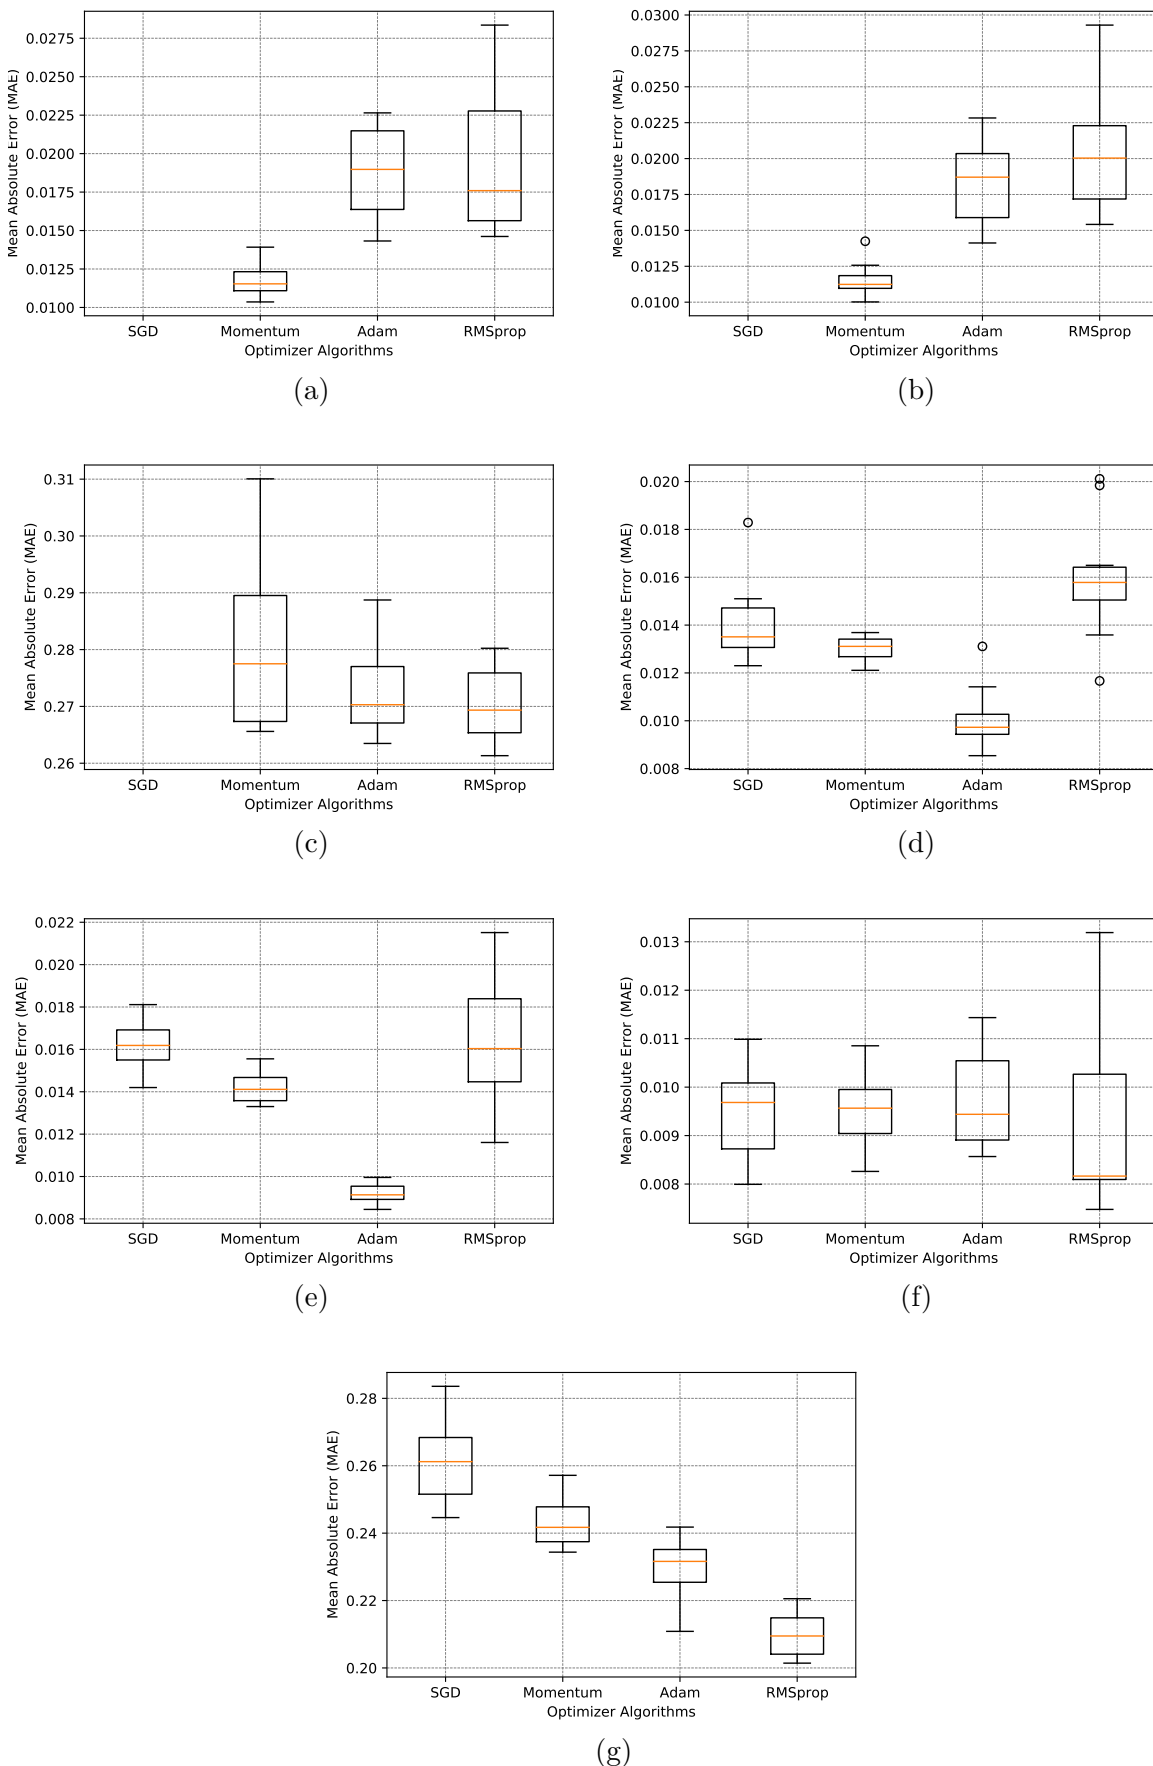 Mean Absolute Error (MAE)
0.0275
0.0250
0.0225
0.0200
0.0175
0.0150
0.0125
0.0100
SGD Momentum Adam RMSprop
Optimizer Algorithms
(a)
Mean Absolute Error (MAE)
0.0300
0.0275
0.0250
0.0225
0.0200
0.0175
0.0150
0.0125
0.0100
SGD Momentum Adam RMSprop
Optimizer Algorithms
(b)
Mean Absolute Error (MAE)
0.31
0.30
0.29
0.28
0.27
0.26
SGD Momentum Adam RMSprop
Optimizer Algorithms
(c)
Mean Absolute Error (MAE)
0.020
0.018
0.016
0.014
0.012
0.010
0.008
SGD Momentum Adam RMSprop
Optimizer Algorithms
(d)
Mean Absolute Error (MAE)
0.022
0.020
0.018
0.016
0.014
0.012
0.010
0.008
SGD Momentum Adam RMSprop
Optimizer Algorithms
(e)
Mean Absolute Error (MAE)
0.013
0.012
0.011
0.010
0.009
0.008
SGD Momentum Adam RMSprop
Optimizer Algorithms
(f)
Mean Absolute Error (MAE)
0.28
0.26
0.24
0.22
0.20
SGD Momentum Adam RMSprop
Optimizer Algorithms
(g)